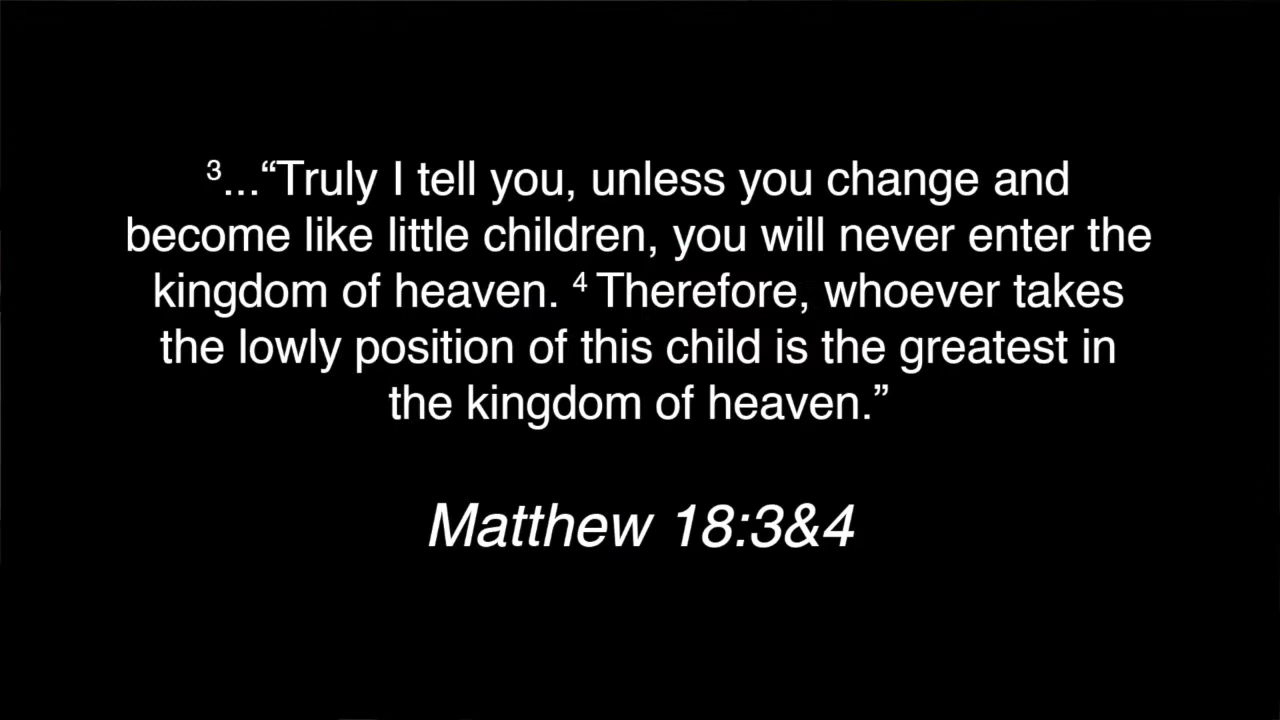 ³...“Truly I tell you, unless you change and
become like little children, you will never enter the
kingdom of heaven. ⁴ Therefore, whoever takes
the lowly position of this child is the greatest in
the kingdom of heaven.”
Matthew 18:3&4